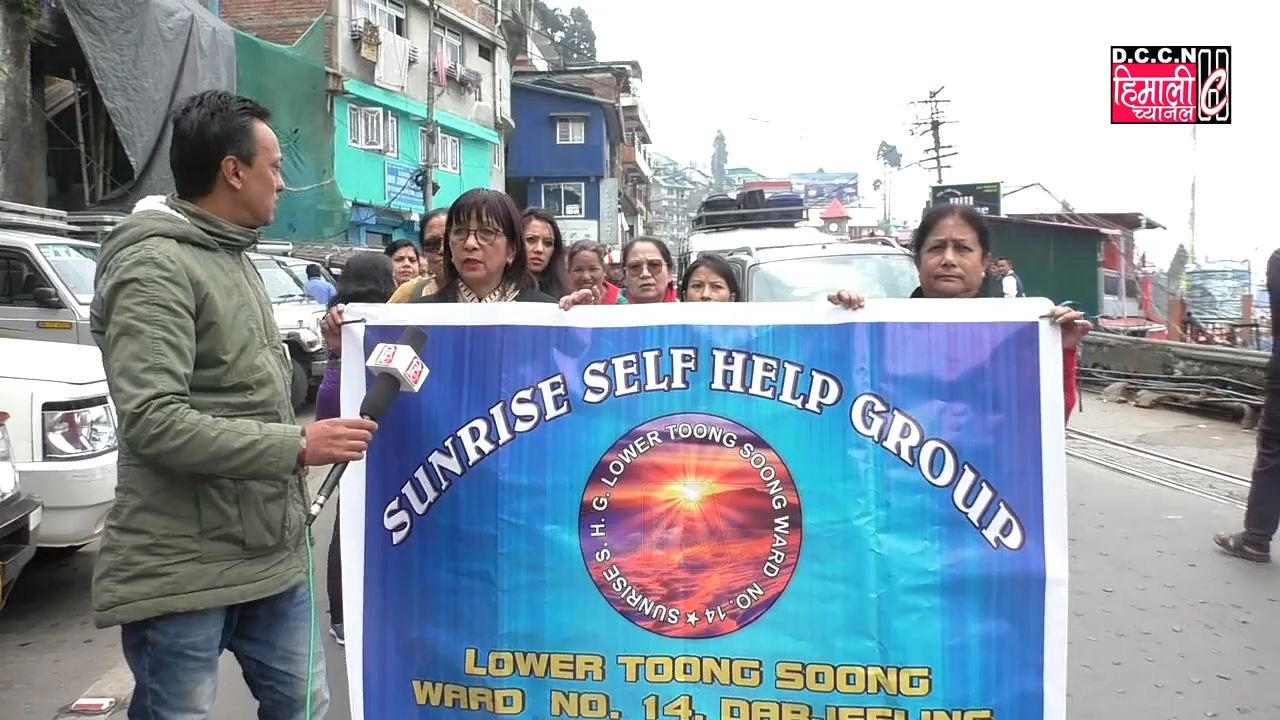 D.C.C.N
हिमाली
च्यानल
SUNRISE SELF HELP GROUP
SUNRISE S. H. G. LOWER TOONG SOONG WARD NO. 14 ★
LOWER TOONG SOONG
WARD NO. 14, DARJEELING